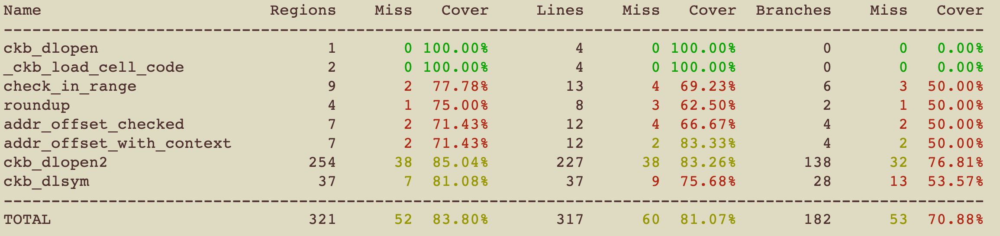 Name Regions Miss Cover Lines Miss Cover Branches Miss Cover
-------------------------------------------------------------------------------------------------------
ckb_dlopen 1 0 100.00% 4 0 100.00% 0 0 0.00%
_ckb_load_cell_code 2 0 100.00% 4 0 100.00% 0 0 0.00%
check_in_range 9 2 77.78% 13 4 69.23% 6 3 50.00%
roundup 4 1 75.00% 8 3 62.50% 2 1 50.00%
addr_offset_checked 7 2 71.43% 12 4 66.67% 4 2 50.00%
addr_offset_with_context 7 2 71.43% 12 2 83.33% 4 2 50.00%
ckb_dlopen2 254 38 85.04% 227 38 83.26% 138 32 76.81%
ckb_dlsym 37 7 81.08% 37 9 75.68% 28 13 53.57%
-------------------------------------------------------------------------------------------------------
TOTAL 321 52 83.80% 317 60 81.07% 182 53 70.88%